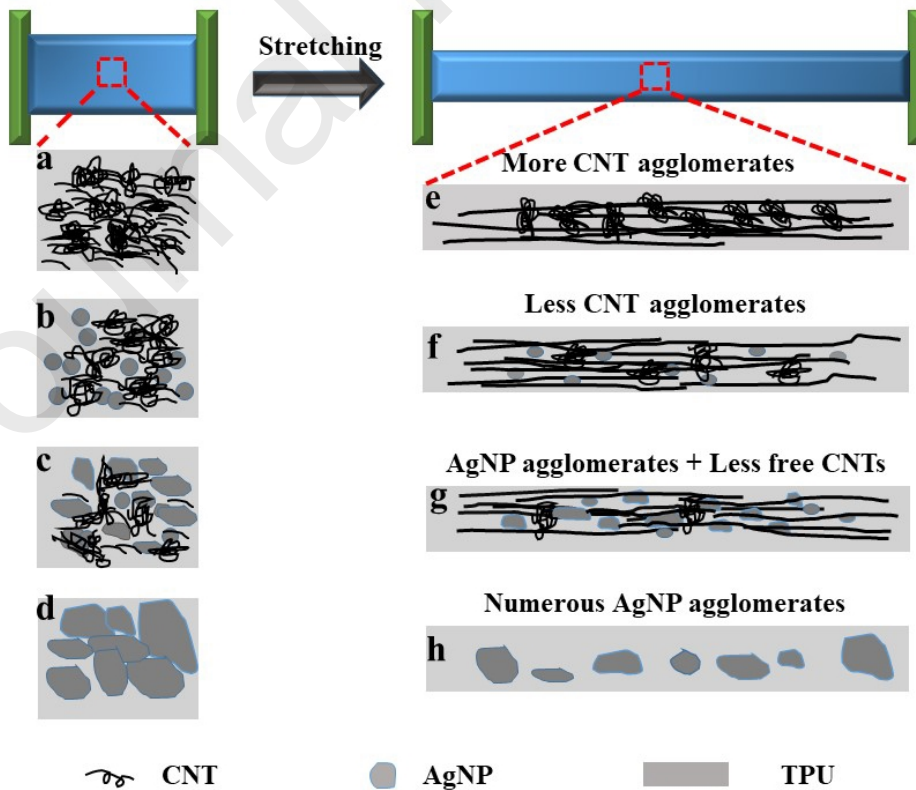 Stretching
a
More CNT agglomerates
e
b
Less CNT agglomerates
f
c
AgNP agglomerates + Less free CNTs
g
d
Numerous AgNP agglomerates
h
CNT AgNP TPU